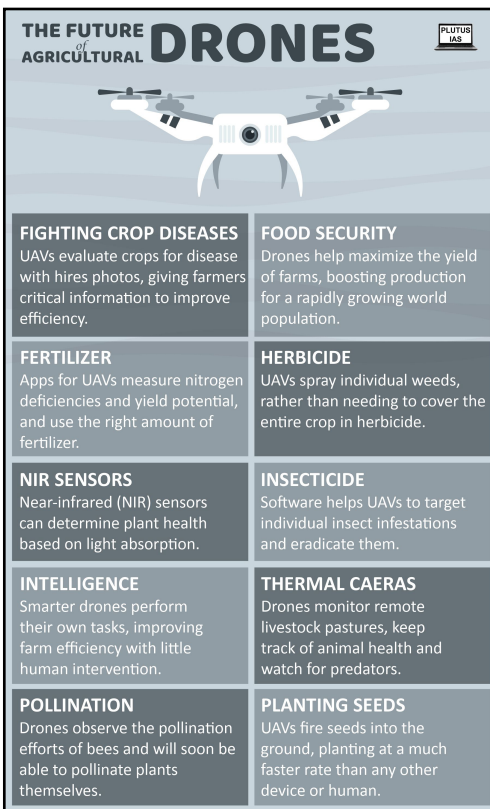 THE FUTURE
of
AGRICULTURAL
DRONES
PLUTUS
IAS
FIGHTING CROP DISEASES
UAVs evaluate crops for disease
with hires photos, giving farmers
critical information to improve
efficiency.
FOOD SECURITY
Drones help maximize the yield
of farms, boosting production
for a rapidly growing world
population.
FERTILIZER
Apps for UAVs measure nitrogen
deficiencies and yield potential,
and use the right amount of
fertilizer.
HERBICIDE
UAVs spray individual weeds,
rather than needing to cover the
entire crop in herbicide.
NIR SENSORS
Near-infrared (NIR) sensors
can determine plant health
based on light absorption.
INSECTICIDE
Software helps UAVs to target
individual insect infestations
and eradicate them.
INTELLIGENCE
Smarter drones perform
their own tasks, improving
farm efficiency with little
human intervention.
THERMAL CAERAS
Drones monitor remote
livestock pastures, keep
track of animal health and
watch for predators.
POLLINATION
Drones observe the pollination
efforts of bees and will soon be
able to pollinate plants
themselves.
PLANTING SEEDS
UAVs fire seeds into the
ground, planting at a much
faster rate than any other
device or human.